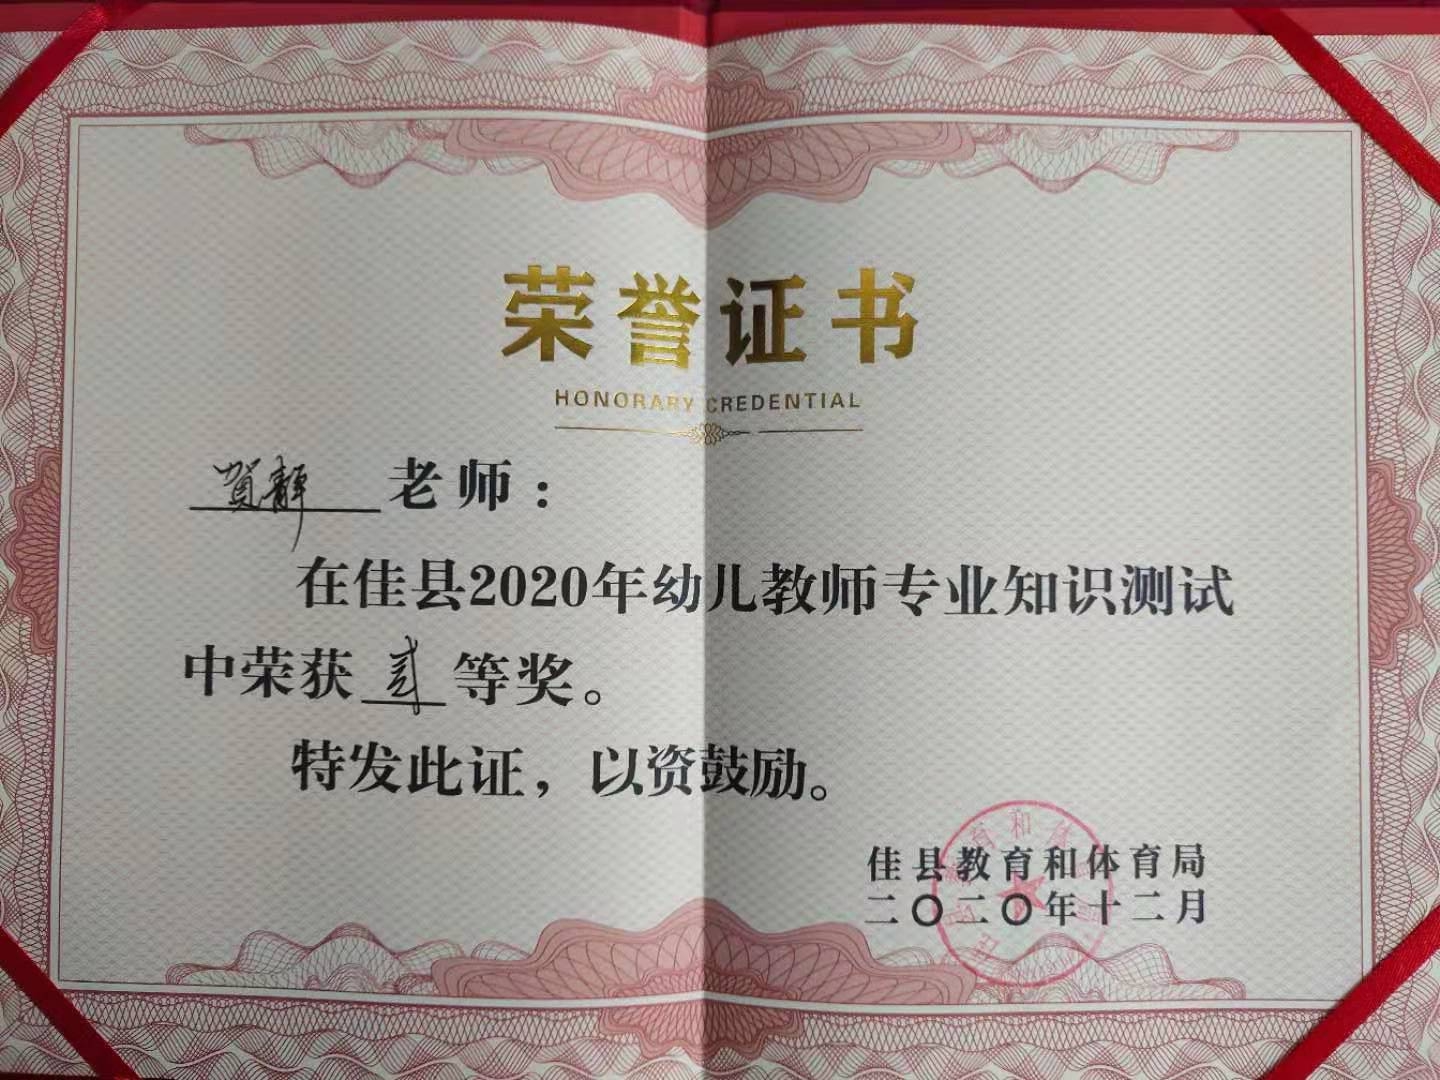 荣誉证书
HONORARY CREDENTIAL
贺静老师：
在佳县2020年幼儿教师专业知识测试
中荣获贰等奖。
特发此证，以资鼓励。
佳县教育和体育局
二〇二〇年十二月